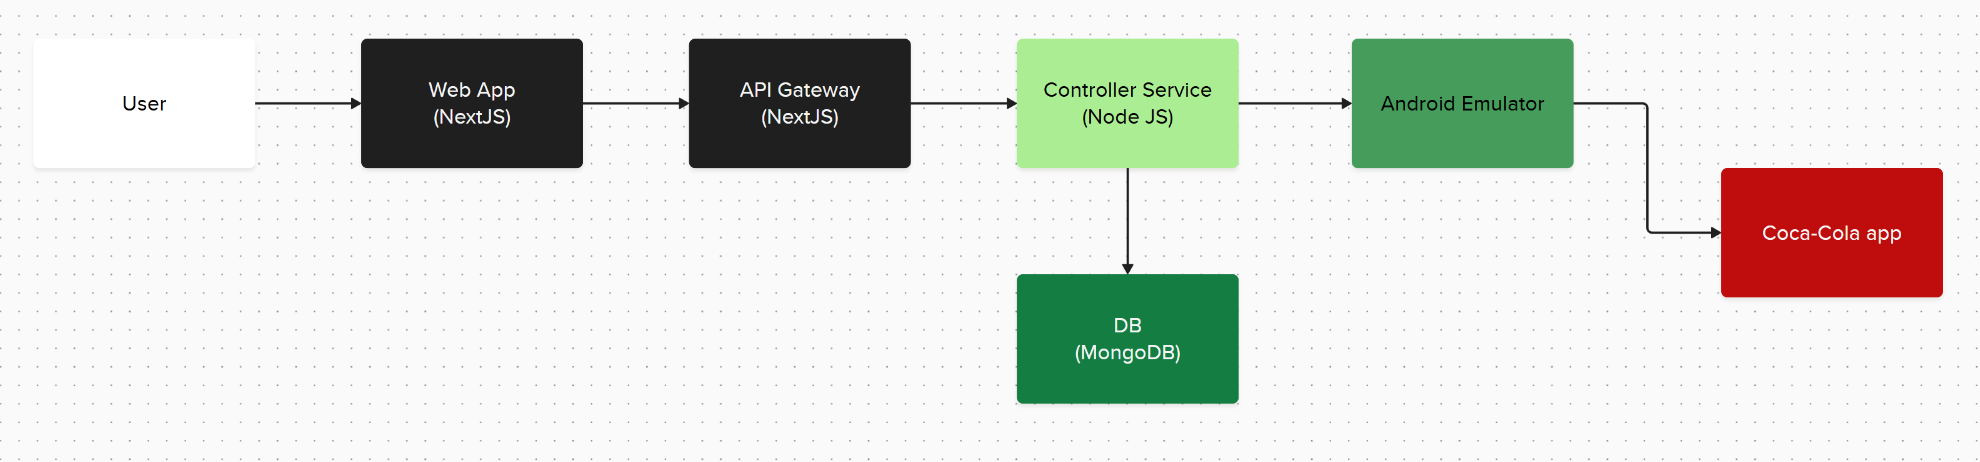 User
Web App
(NextJS)
API Gateway
(NextJS)
Controller Service
(Node JS)
Android Emulator
Coca-Cola app
DB
(MongoDB)